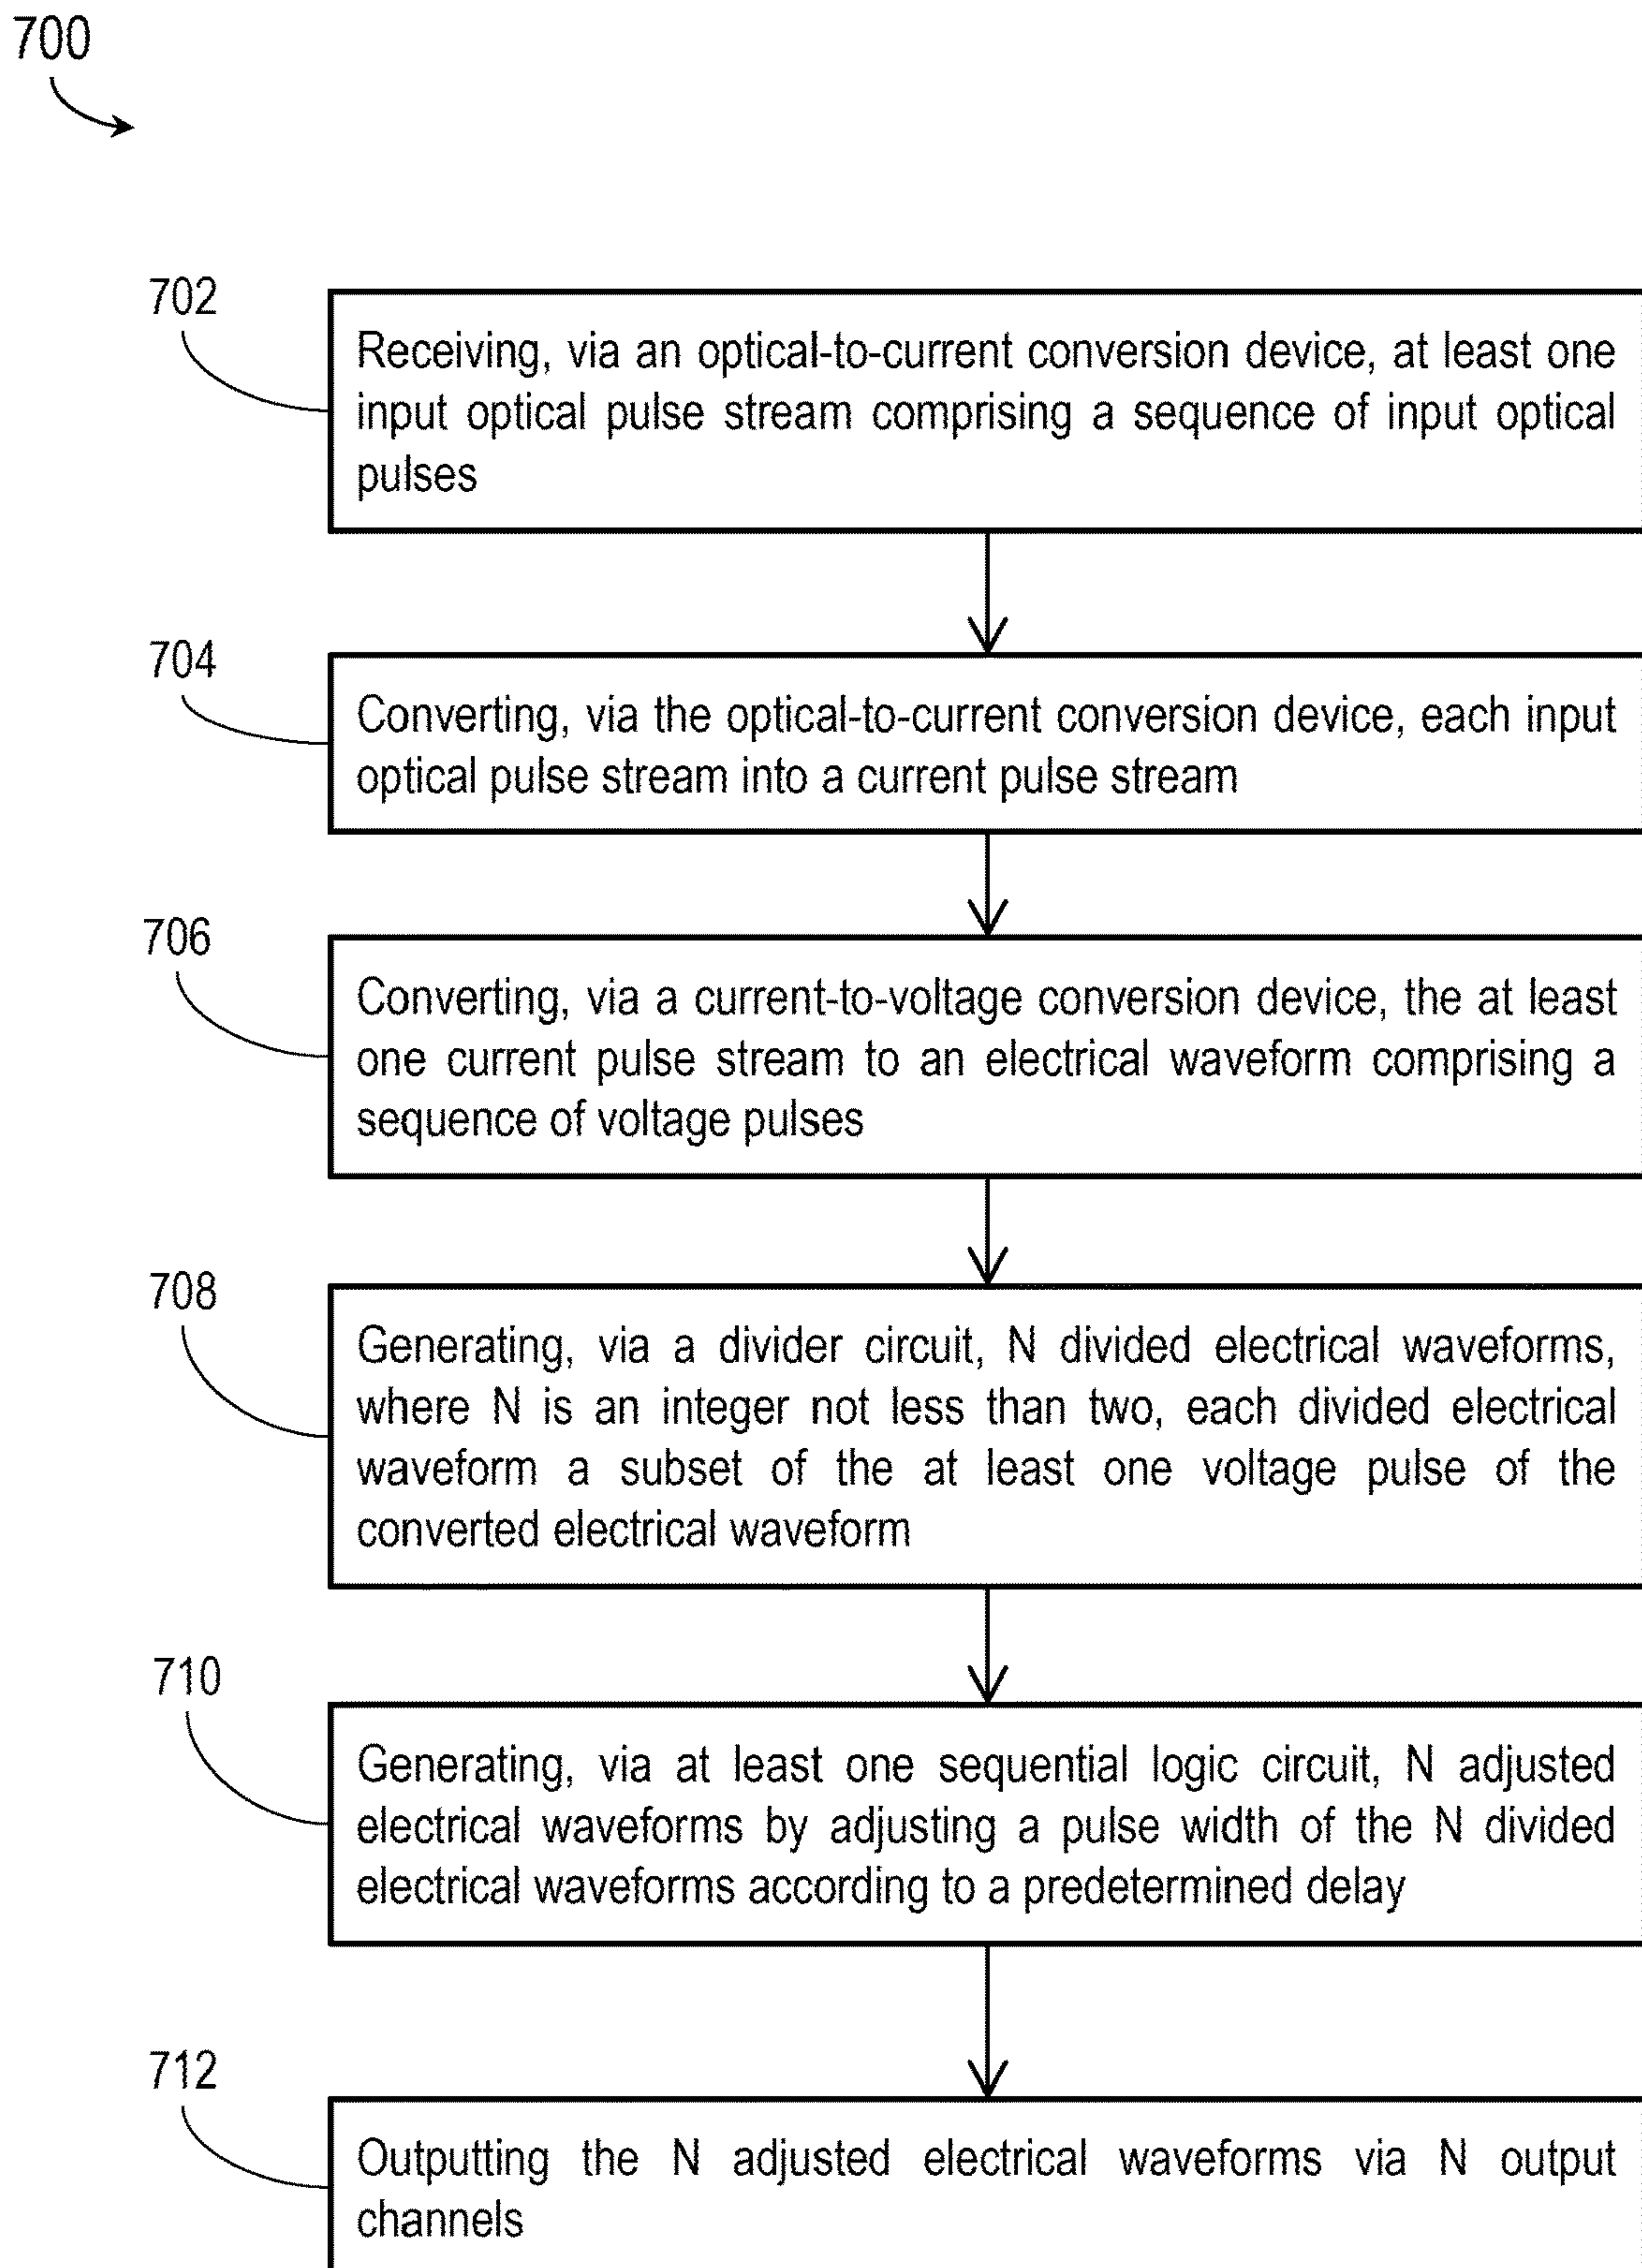 700
702
Receiving, via an optical-to-current conversion device, at least one
input optical pulse stream comprising a sequence of input optical
pulses
704
Converting, via the optical-to-current conversion device, each input
optical pulse stream into a current pulse stream
706
Converting, via a current-to-voltage conversion device, the at least
one current pulse stream to an electrical waveform comprising a
sequence of voltage pulses
708
Generating, via a divider circuit, N divided electrical waveforms,
where N is an integer not less than two, each divided electrical
waveform a subset of the at least one voltage pulse of the
converted electrical waveform
710
Generating, via at least one sequential logic circuit, N adjusted
electrical waveforms by adjusting a pulse width of the N divided
electrical waveforms according to a predetermined delay
712
Outputting the N adjusted electrical waveforms via N output
channels